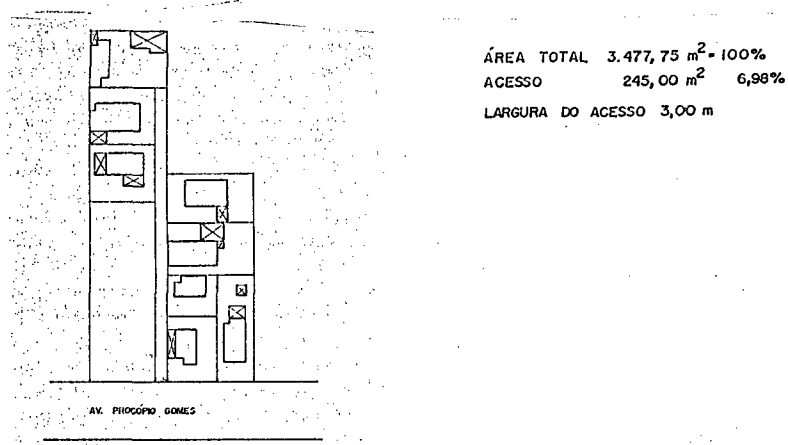 ÁREA TOTAL 3.477,75 m² = 100%
ACESSO 245,00 m² 6,98%
LARGURA DO ACESSO 3,00 m
AV. PROCÓPIO GOMES